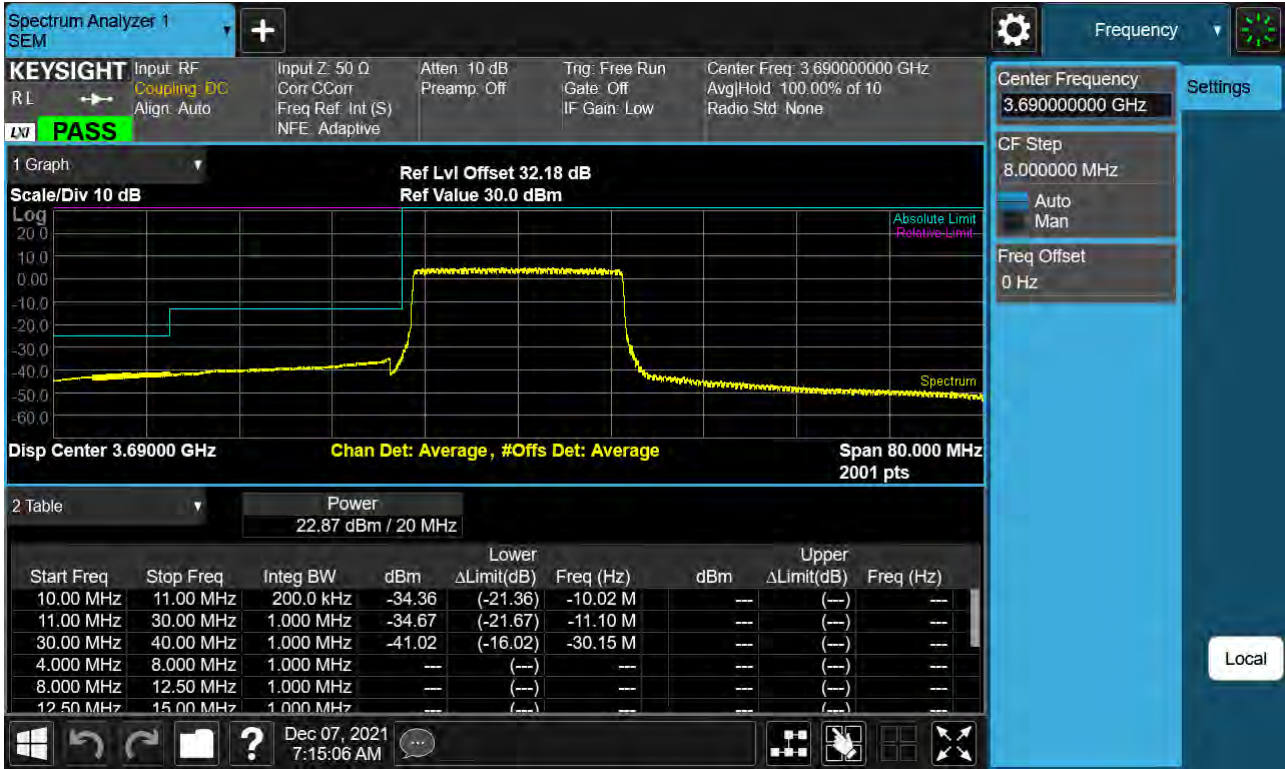 Spectrum Analyzer 1
SEM
+
Frequency
KEYSIGHT
R L
LXI
PASS
Input: RF
Coupling: DC
Align: Auto
Input Z: 50 Ω
Corr CCorr
Freq Ref: Int (S)
NFE: Adaptive
Atten: 10 dB
Preamp: Off
Trig: Free Run
Gate: Off
IF Gain: Low
Center Freq: 3.690000000 GHz
Avg|Hold: 100.00% of 10
Radio Std: None
Center Frequency
3.690000000 GHz
Settings
CF Step
8.000000 MHz
Auto
Man
Freq Offset
0 Hz
Local
1 Graph
Scale/Div 10 dB
Ref Lvl Offset 32.18 dB
Ref Value 30.0 dBm
Log
20.0
10.0
0.00
-10.0
-20.0
-30.0
-40.0
-50.0
-60.0
Absolute Limit
Relative Limit
Spectrum
Disp Center 3.69000 GHz Chan Det: Average, #Offs Det: Average Span 80.000 MHz
2001 pts
2 Table
Power
22.87 dBm / 20 MHz
Lower Upper
Start Freq Stop Freq Integ BW dBm ΔLimit(dB) Freq (Hz) dBm ΔLimit(dB) Freq (Hz)
10.00 MHz 11.00 MHz 200.0 kHz -34.36 (-21.36) -10.02 M --- (---) ---
11.00 MHz 30.00 MHz 1.000 MHz -34.67 (-21.67) -11.10 M --- (---) ---
30.00 MHz 40.00 MHz 1.000 MHz -41.02 (-16.02) -30.15 M --- (---) ---
4.000 MHz 8.000 MHz 1.000 MHz --- (---) --- --- (---) ---
8.000 MHz 12.50 MHz 1.000 MHz --- (---) --- --- (---) ---
12.50 MHz 15.00 MHz 1.000 MHz --- (---) --- --- (---) ---
?
Dec 07, 2021
7:15:06 AM